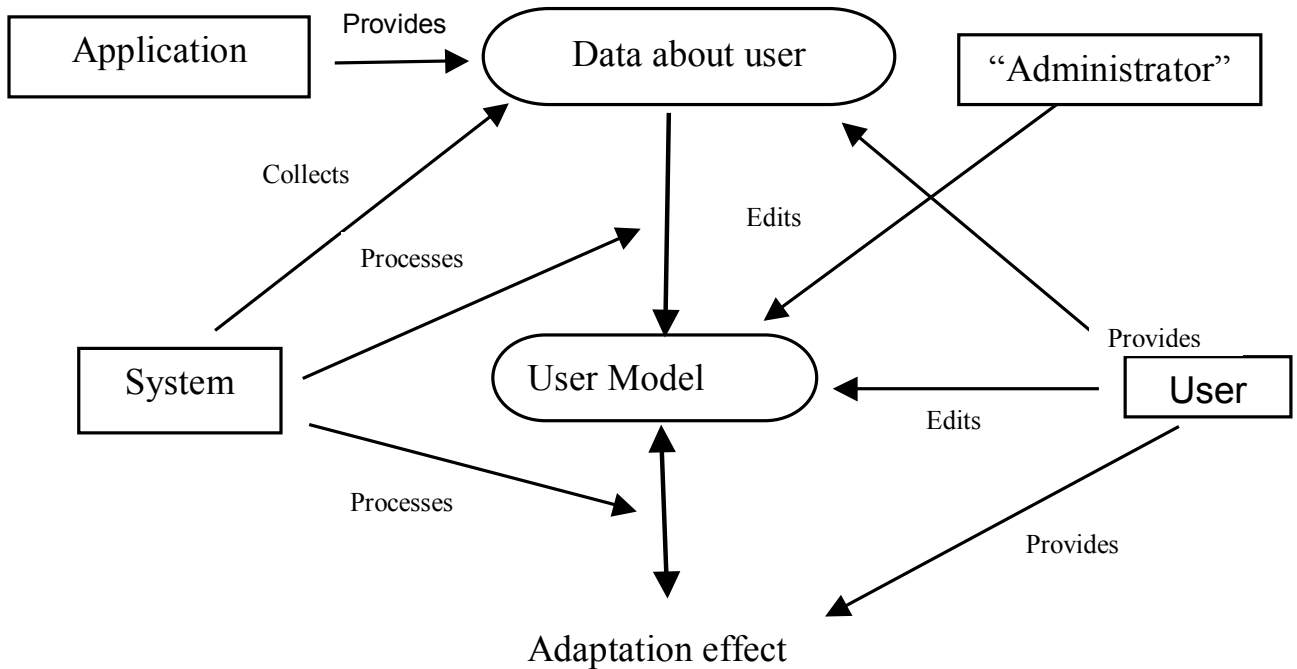 Application
Provides
Data about user
“Administrator”
Collects
Edits
Processes
Provides
System
User Model
User
Edits
Processes
Provides
Adaptation effect